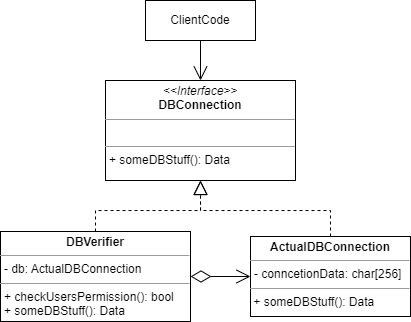 ClientCode
<<Interface>>
DBConnection
+ someDBStuff(): Data
DBVerifier
- db: ActualDBConnection
+ checkUsersPermission(): bool
+ someDBStuff(): Data
ActualDBConnection
- conncetionData: char[256]
+ someDBStuff(): Data